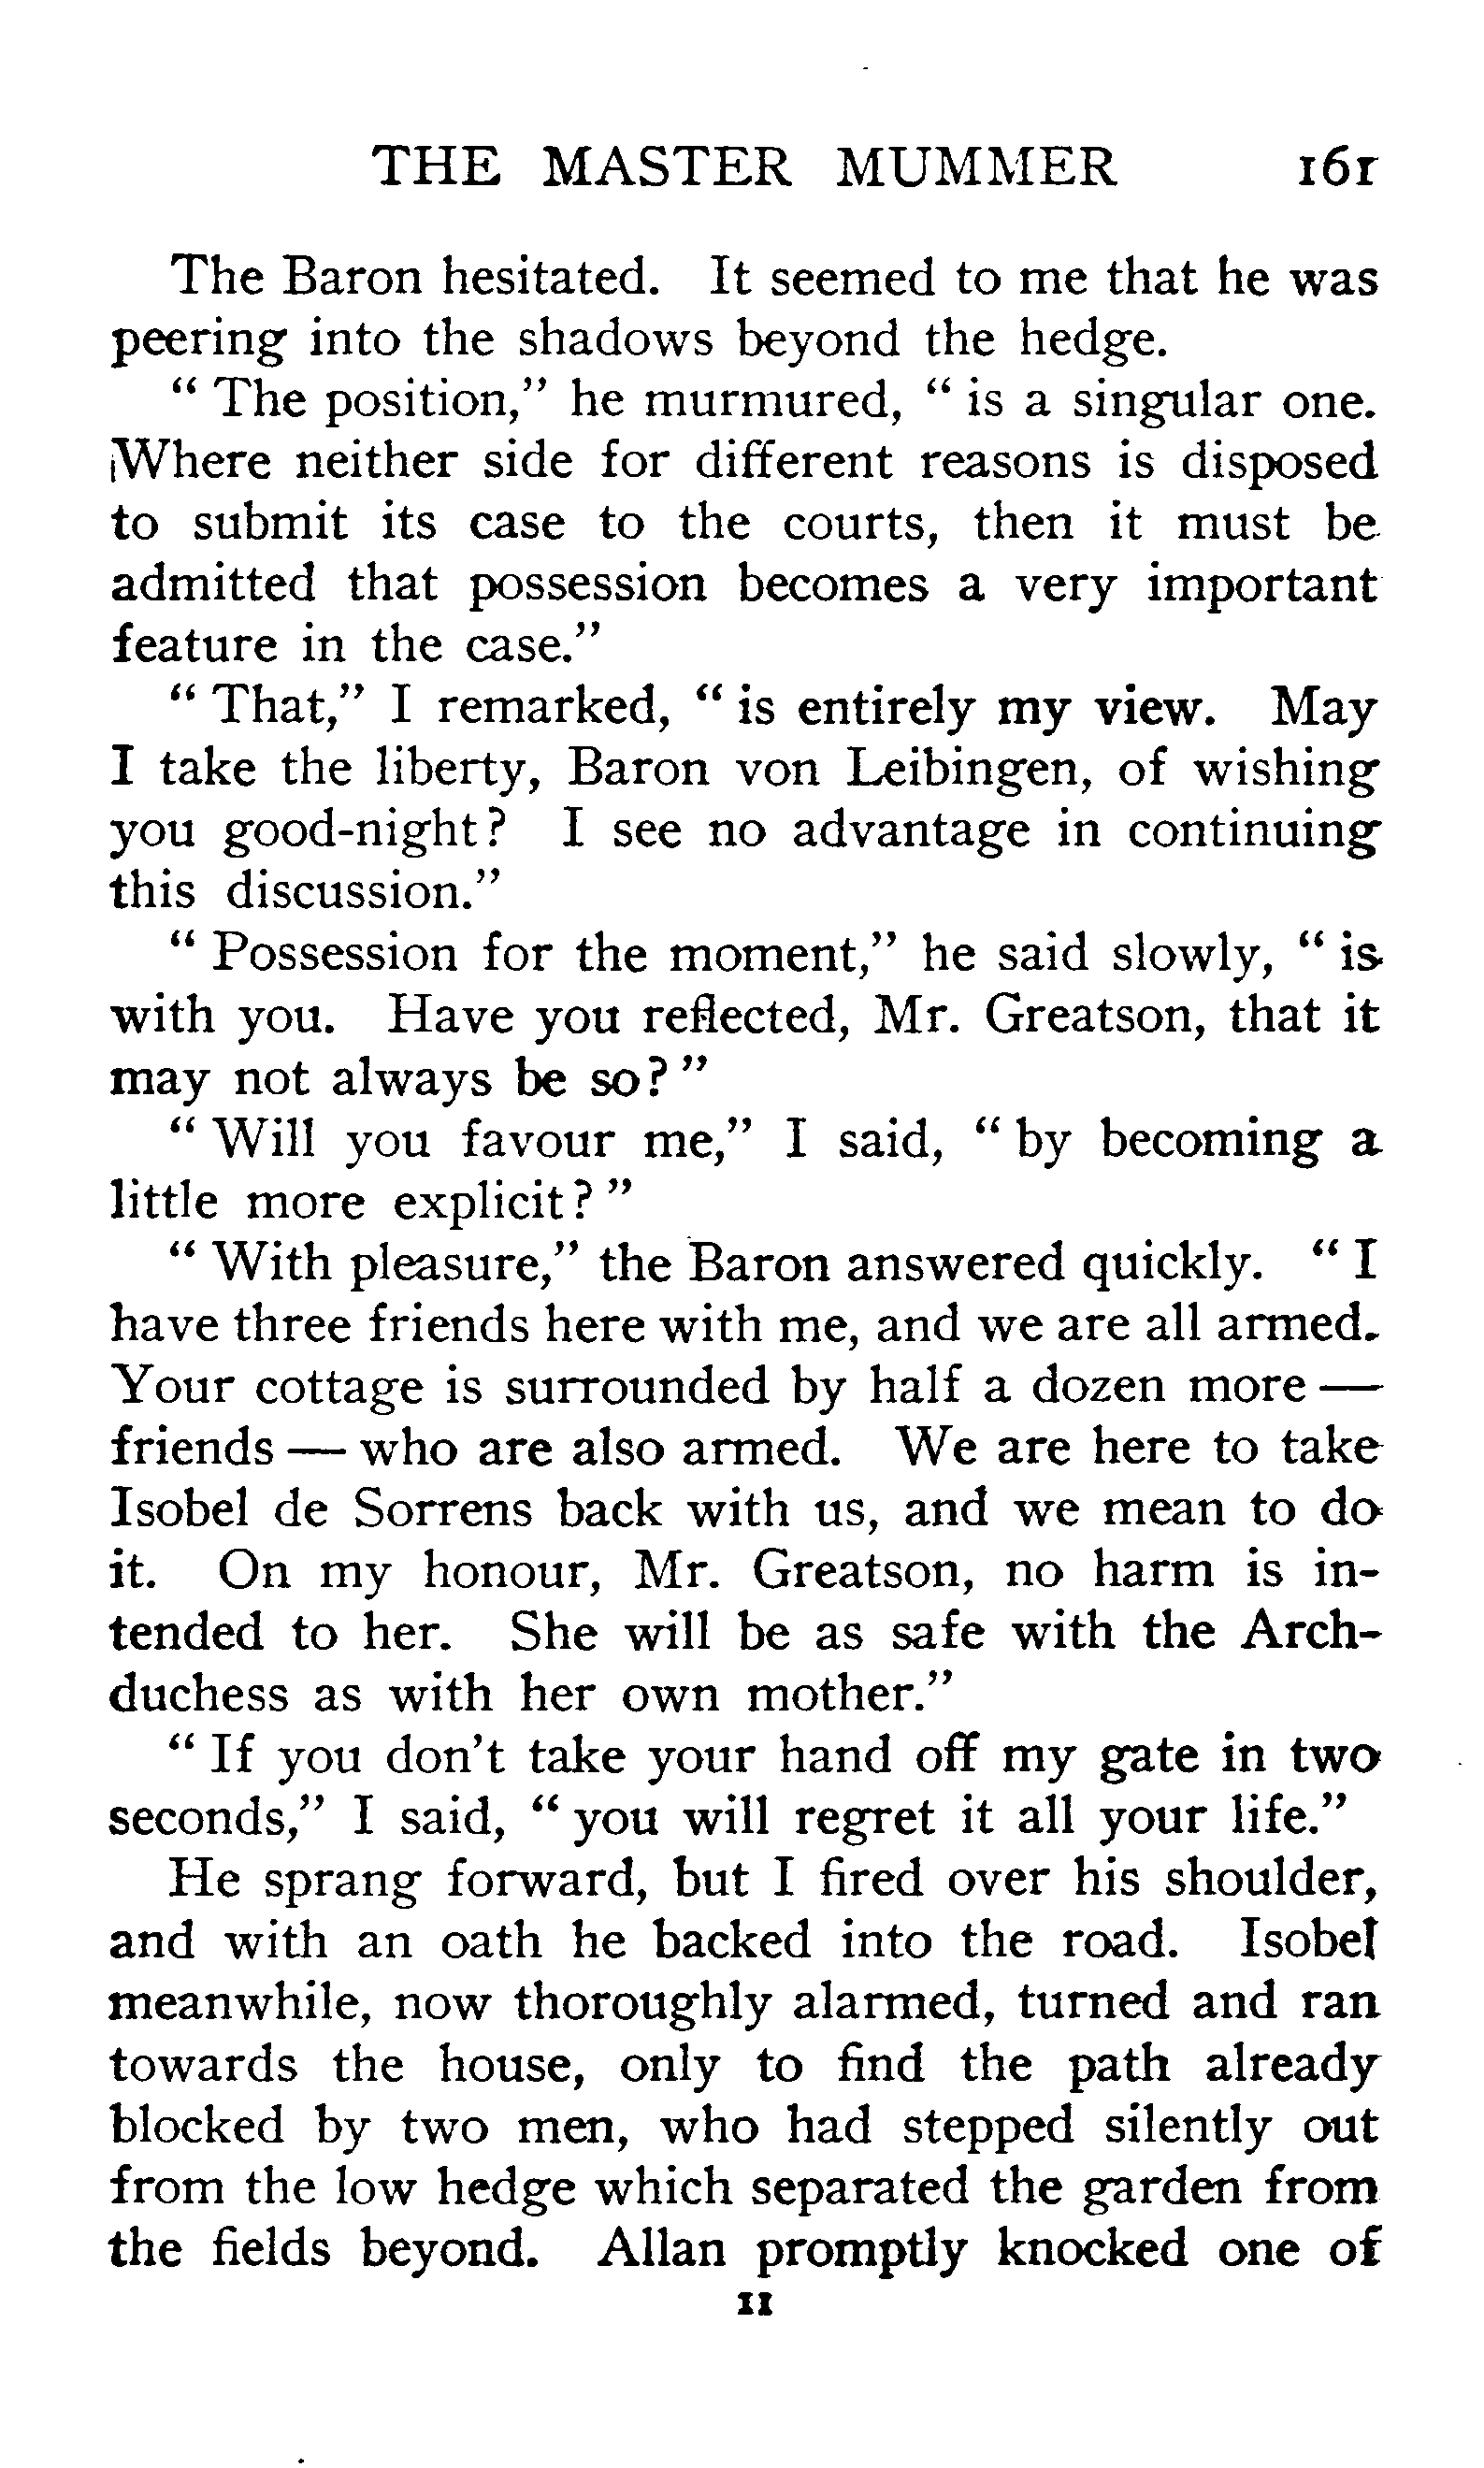 THE MASTER MUMMER 161
The Baron hesitated. It seemed to me that he was
peering into the shadows beyond the hedge.
" The position," he murmured, " is a singular one.
Where neither side for different reasons is disposed
to submit its case to the courts, then it must be
admitted that possession becomes a very important
feature in the case."
" That," I remarked, " is entirely my view. May
I take the liberty, Baron von Leibingen, of wishing
you good-night? I see no advantage in continuing
this discussion."
" Possession for the moment," he said slowly, " is
with you. Have you reflected, Mr. Greatson, that it
may not always be so? "
" Will you favour me," I said, " by becoming a
little more explicit? "
" With pleasure," the Baron answered quickly. " I
have three friends here with me, and we are all armed.
Your cottage is surrounded by half a dozen more —
friends — who are also armed. We are here to take
Isobel de Sorrens back with us, and we mean to do
it. On my honour, Mr. Greatson, no harm is in-
tended to her. She will be as safe with the Arch-
duchess as with her own mother."
" If you don't take your hand off my gate in two
seconds," I said, " you will regret it all your life."
He sprang forward, but I fired over his shoulder,
and with an oath he backed into the road. Isobel
meanwhile, now thoroughly alarmed, turned and ran
towards the house, only to find the path already
blocked by two men, who had stepped silently out
from the low hedge which separated the garden from
the fields beyond. Allan promptly knocked one of
11